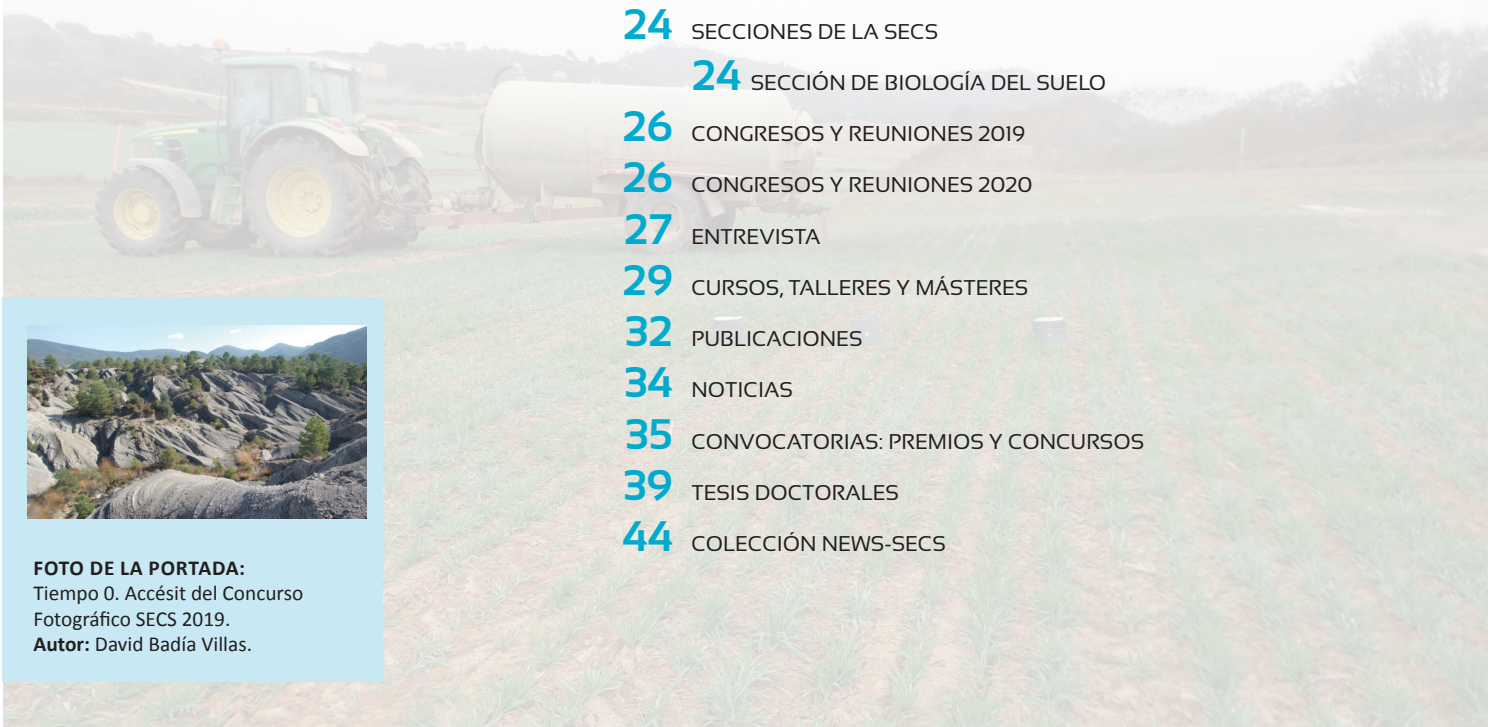 24 SECCIONES DE LA SECS
24 SECCIÓN DE BIOLOGÍA DEL SUELO
26 CONGRESOS Y REUNIONES 2019
26 CONGRESOS Y REUNIONES 2020
27 ENTREVISTA
29 CURSOS, TALLERES Y MÁSTERES
32 PUBLICACIONES
34 NOTICIAS
35 CONVOCATORIAS: PREMIOS Y CONCURSOS
39 TESIS DOCTORALES
44 COLECCIÓN NEWS-SECS
FOTO DE LA PORTADA:
Tiempo 0. Accésit del Concurso
Fotográfico SECS 2019.
Autor: David Badía Villas.